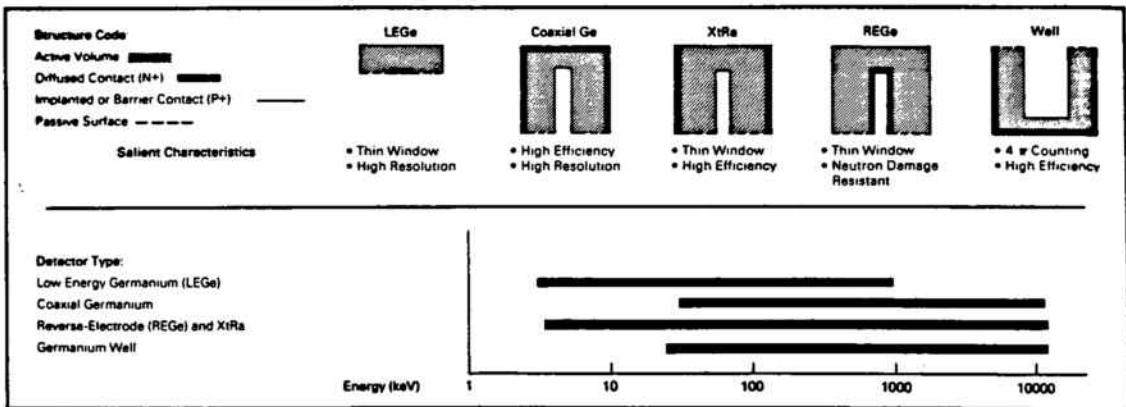 Structure Code
Active Volume
Diffused Contact (N+)
Implanted or Barrier Contact (P+)
Passive Surface
Salient Characteristics
LEGe
• Thin Window
• High Resolution
Coaxial Ge
• High Efficiency
• High Resolution
XtRa
• Thin Window
• High Efficiency
REGe
• Thin Window
• Neutron Damage
Resistant
Well
• 4 π Counting
• High Efficiency
Detector Type:
Low Energy Germanium (LEGe)
Coaxial Germanium
Reverse-Electrode (REGe) and XtRa
Germanium Well
Energy (keV) 1 10 100 1000 10000